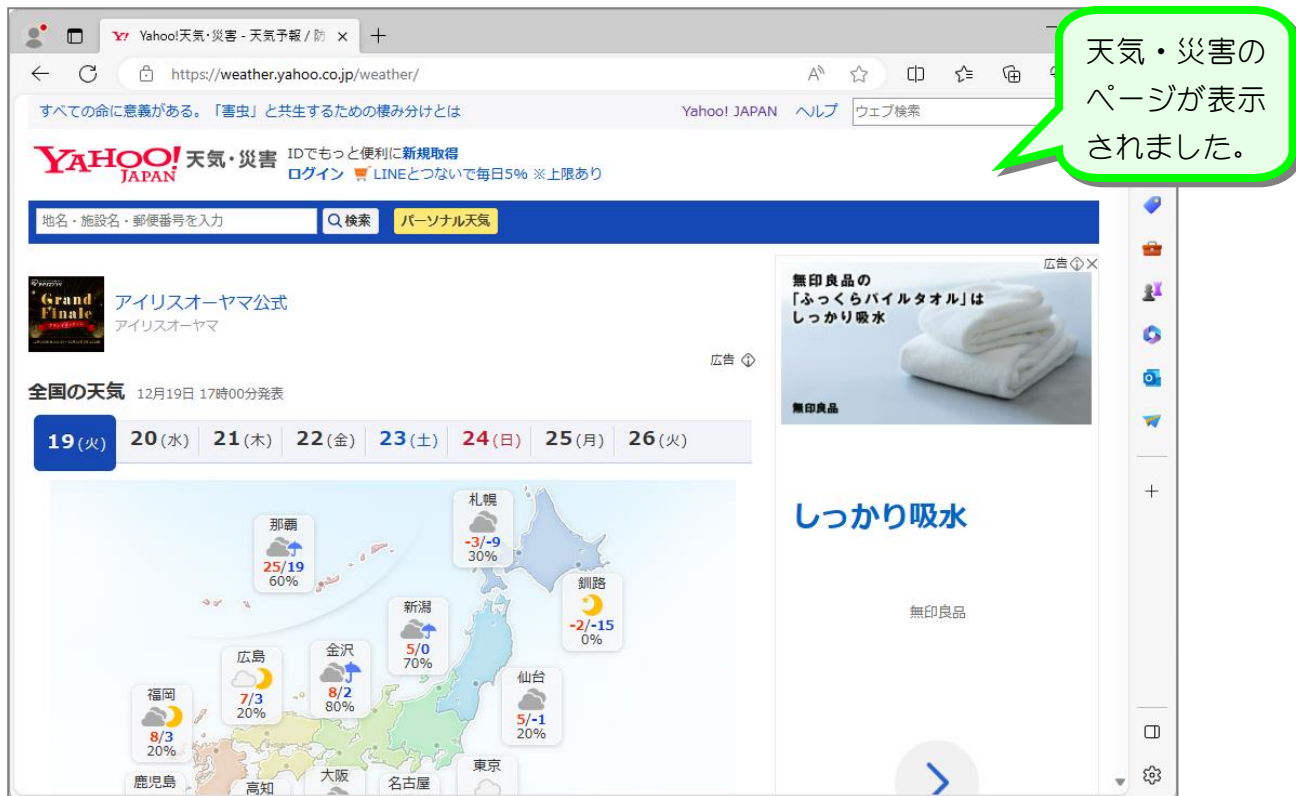 Yahoo!天気・災害 - 天気予報 / 防
https://weather.yahoo.co.jp/weather/
天気・災害の
ページが表示
されました。
すべての命に意義がある。「害虫」と共生するための棲み分けとは
Yahoo! JAPAN ヘルプ ウェブ検索
YAHOO! JAPAN 天気・災害
IDでもっと便利に新規取得
ログイン LINEとつないで毎日5% ※上限あり
地名・施設名・郵便番号を入力 検索 パーソナル天気
Grand
Finale
アイリスオーヤマ公式
アイリスオーヤマ
広告
広告
無印良品の
「ふっくらパイルタオル」は
しっかり吸水
無印良品
全国の天気 12月19日 17時00分発表
19(火) 20(水) 21(木) 22(金) 23(土) 24(日) 25(月) 26(火)
札幌
-3/-9
30%
那覇
25/19
60%
釧路
-2/-15
0%
新潟
5/0
70%
金沢
8/2
80%
広島
7/3
20%
仙台
5/-1
20%
福岡
8/3
20%
東京
大阪
名古屋
鹿児島
高知
しっかり吸水
無印良品